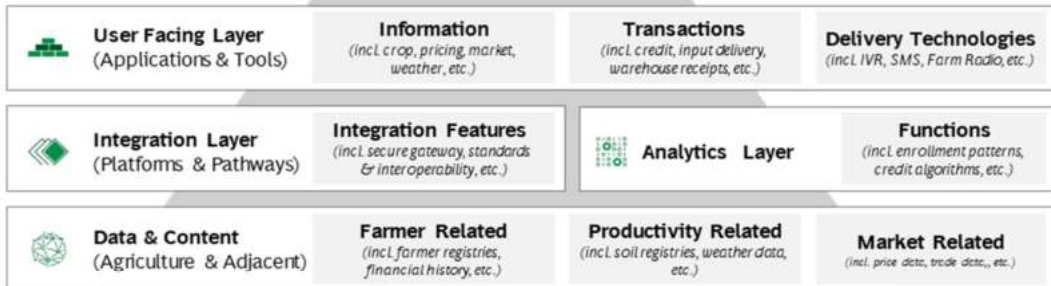 User Facing Layer
(Applications & Tools)
Information
(incl. crop, pricing, market,
weather, etc.)
Transactions
(incl. credit, input delivery,
warehouse receipts, etc.)
Delivery Technologies
(incl. IVR, SMS, Farm Radio, etc.)
Integration Layer
(Platforms & Pathways)
Integration Features
(incl. secure gateway, standards
& interoperability, etc.)
Analytics Layer
Functions
(incl. enrollment patterns,
credit algorithms, etc.)
Data & Content
(Agriculture & Adjacent)
Farmer Related
(incl. farmer registries,
financial history, etc.)
Productivity Related
(incl. soil registries, weather data,
etc.)
Market Related
(incl. price data, trade data,, etc.)